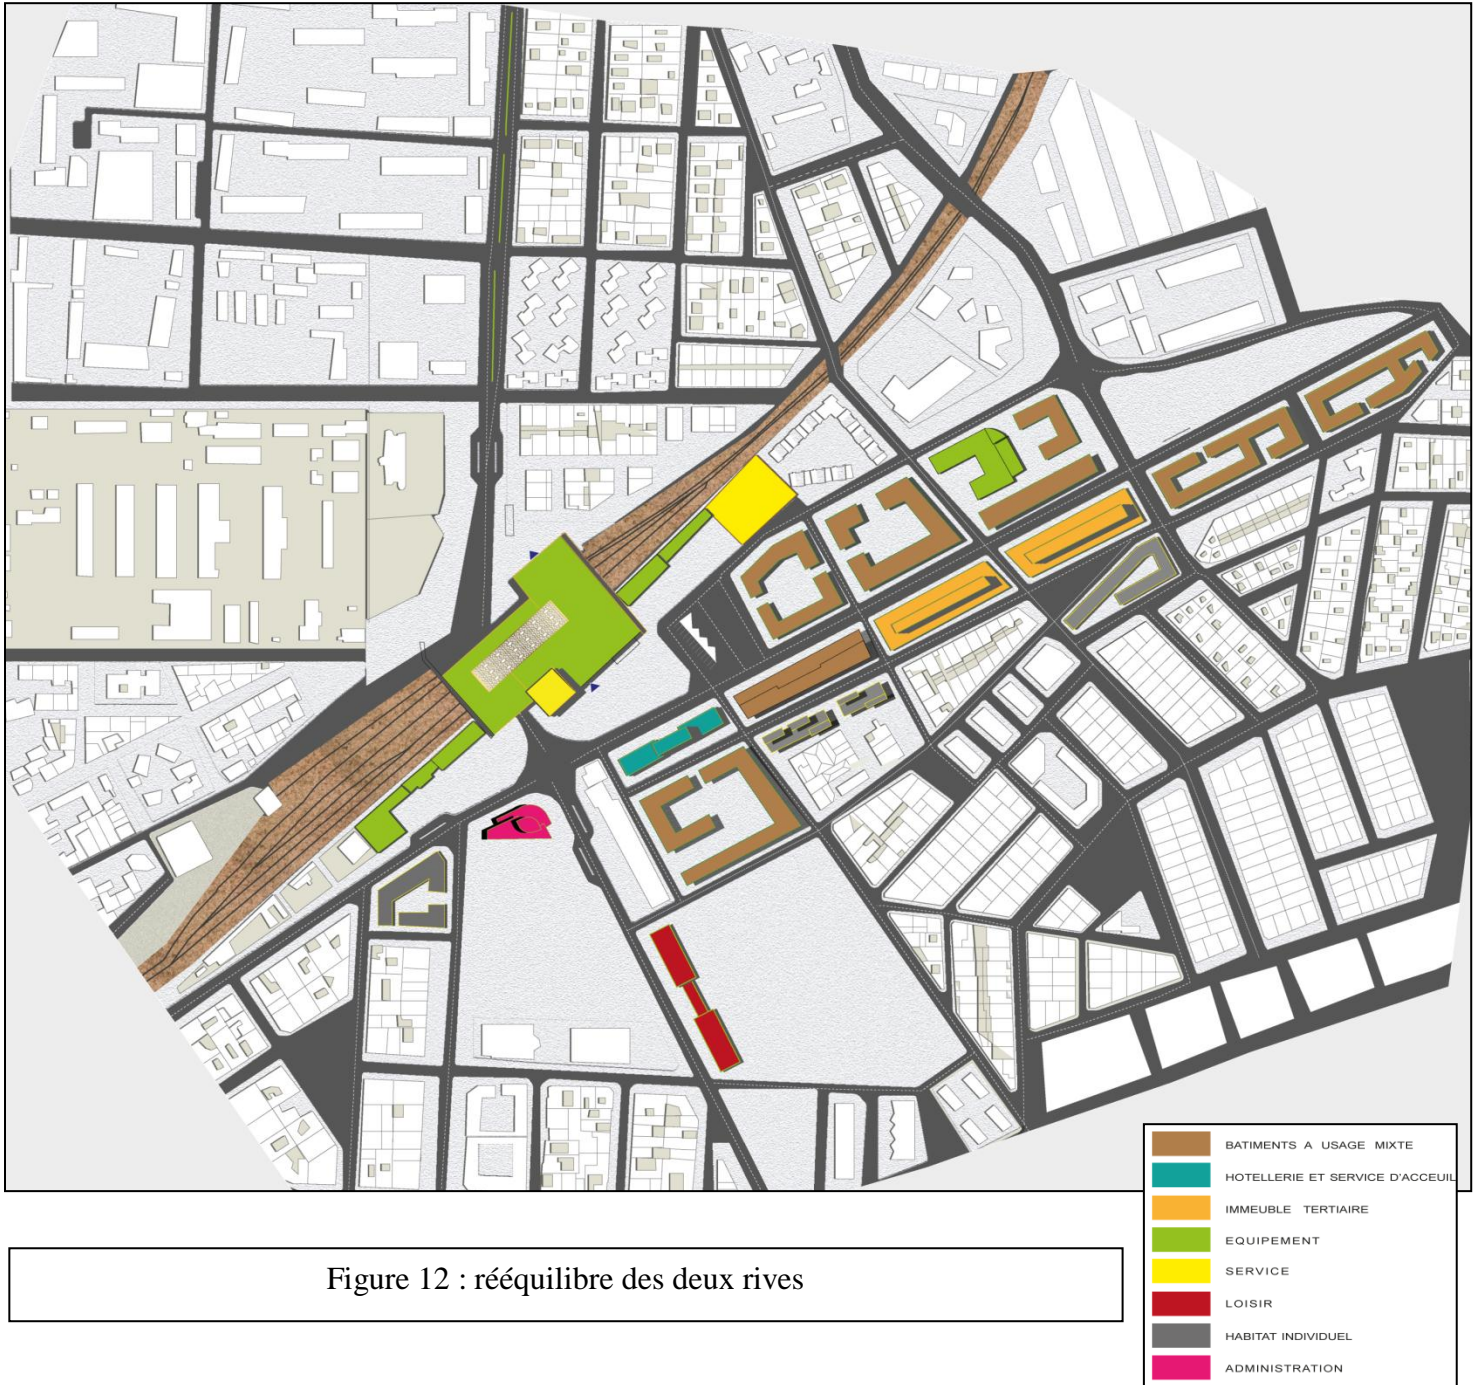 BATIMENTS A USAGE MIXTE
HOTELLERIE ET SERVICE D'ACCEUIL
IMMEUBLE TERTIAIRE
EQUIPEMENT
SERVICE
LOISIR
HABITAT INDIVIDUEL
ADMINISTRATION
Figure 12 : rééquilibre des deux rives